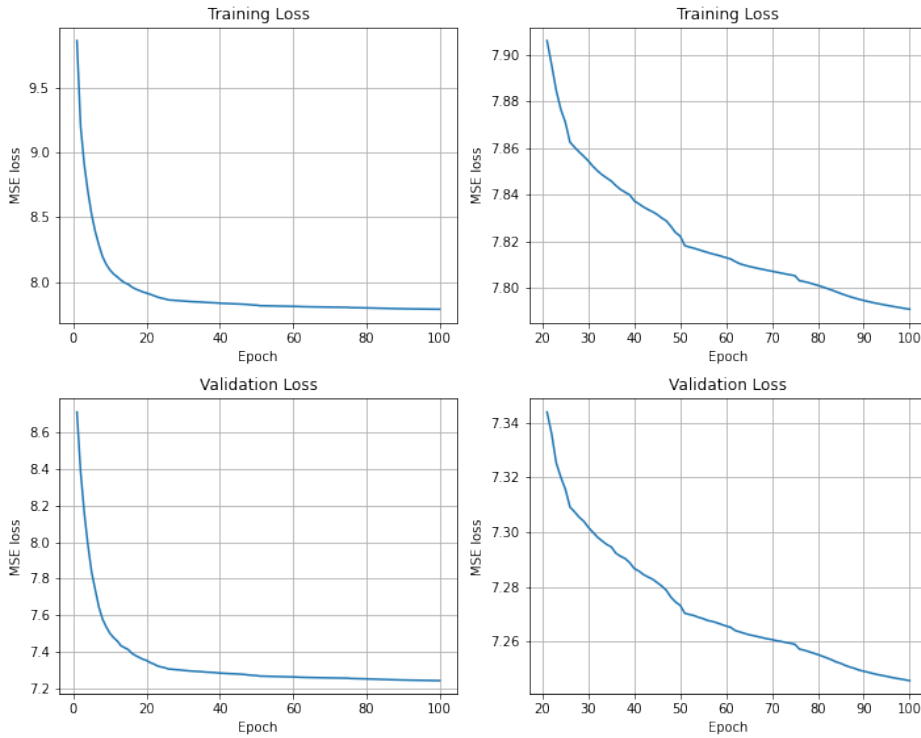 Training Loss
MSE loss
9.5
9.0
8.5
8.0
0 20 40 60 80 100
Epoch
Training Loss
MSE loss
7.90
7.88
7.86
7.84
7.82
7.80
20 30 40 50 60 70 80 90 100
Epoch
Validation Loss
MSE loss
8.6
8.4
8.2
8.0
7.8
7.6
7.4
7.2
0 20 40 60 80 100
Epoch
Validation Loss
MSE loss
7.34
7.32
7.30
7.28
7.26
20 30 40 50 60 70 80 90 100
Epoch